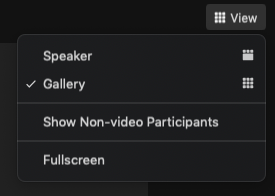 View
Speaker
Gallery
Show Non-video Participants
Fullscreen